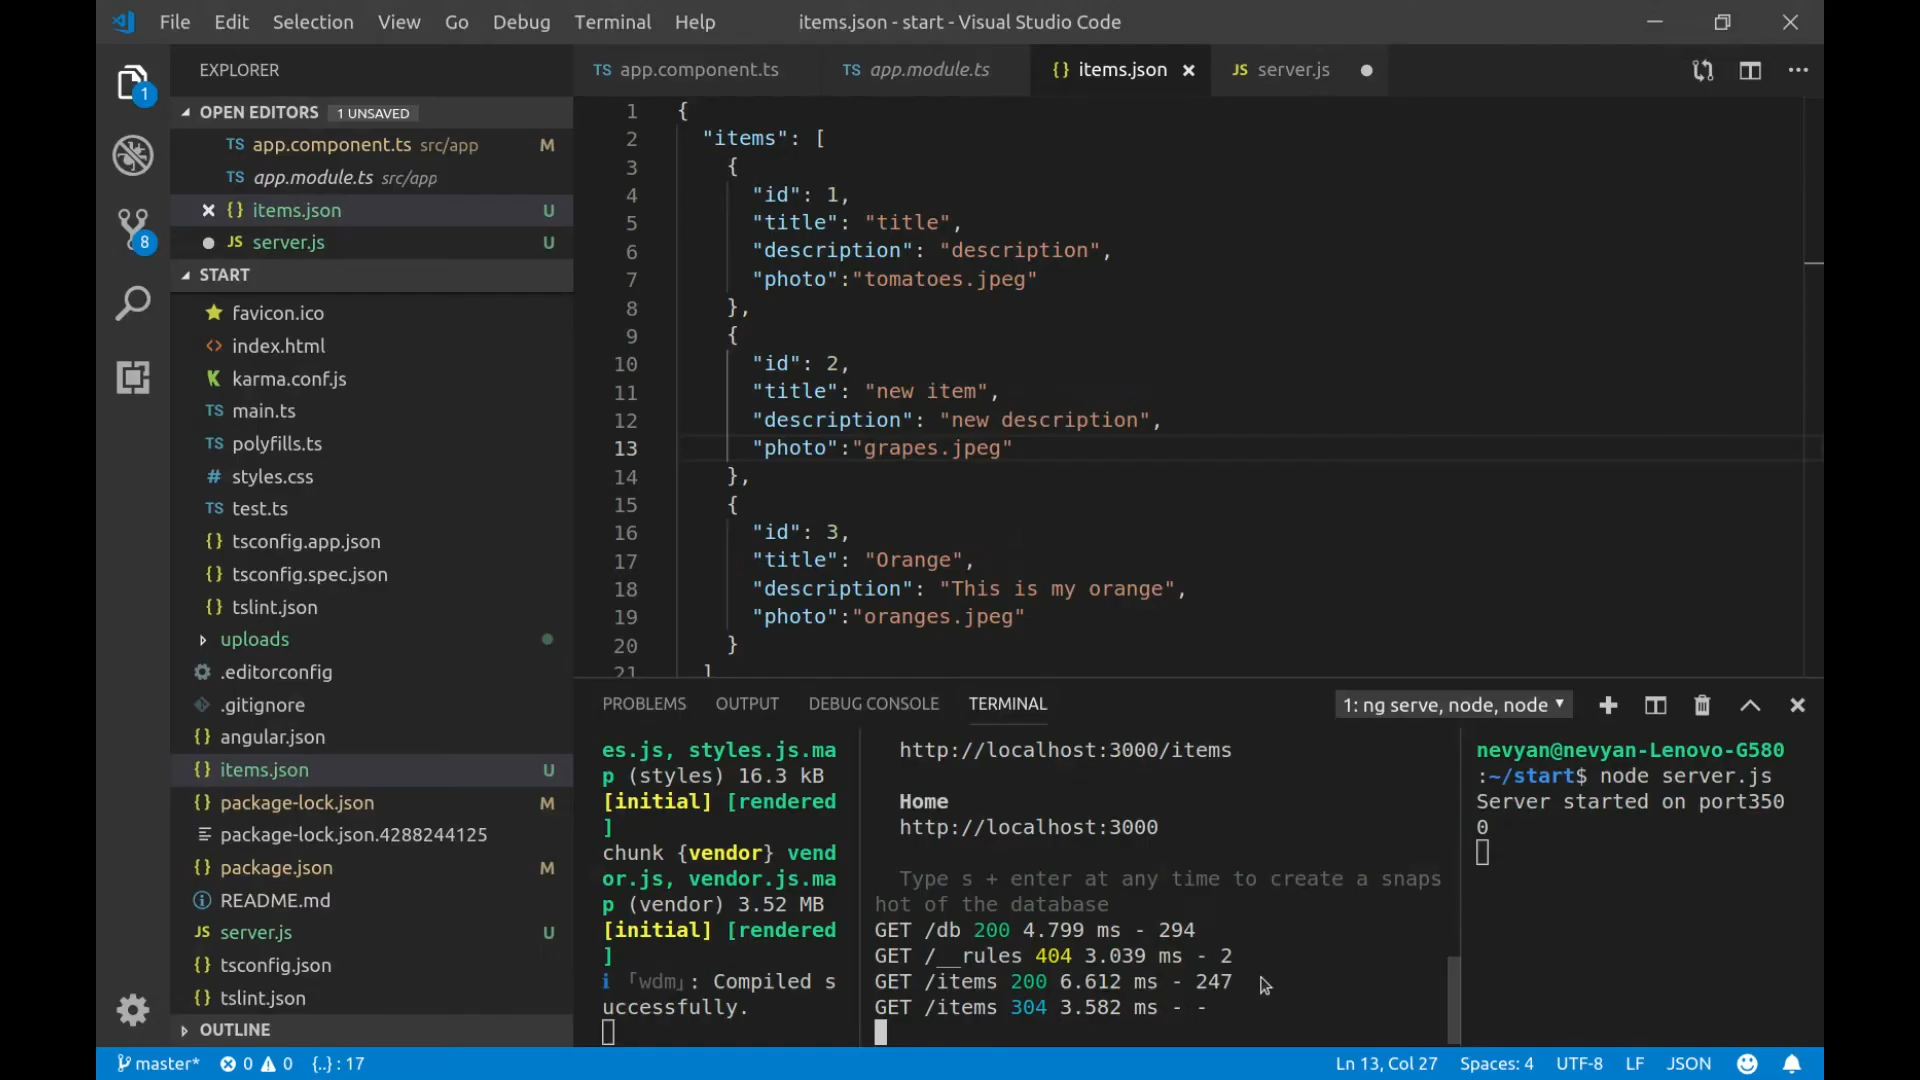 File Edit Selection View Go Debug Terminal Help
items.json - start - Visual Studio Code
EXPLORER
1
8
OPEN EDITORS 1 UNSAVED
TS app.component.ts src/app M
TS app.module.ts src/app
{} items.json U
JS server.js U
START
favicon.ico
<> index.html
K karma.conf.js
TS main.ts
TS polyfills.ts
# styles.css
TS test.ts
{} tsconfig.app.json
{} tsconfig.spec.json
{} tslint.json
uploads
.editorconfig
.gitignore
{} angular.json
{} items.json U
{} package-lock.json M
package-lock.json.4288244125
{} package.json M
README.md
JS server.js U
{} tsconfig.json
{} tslint.json
OUTLINE
TS app.component.ts TS app.module.ts {} items.json JS server.js
1 {
2 "items": [
3 {
4 "id": 1,
5 "title": "title",
6 "description": "description",
7 "photo":"tomatoes.jpeg"
8 },
9 {
10 "id": 2,
11 "title": "new item",
12 "description": "new description",
13 "photo":"grapes.jpeg"
14 },
15 {
16 "id": 3,
17 "title": "Orange",
18 "description": "This is my orange",
19 "photo":"oranges.jpeg"
20 }
21 ]
PROBLEMS OUTPUT DEBUG CONSOLE TERMINAL
1: ng serve, node, node
es.js, styles.js.ma
p (styles) 16.3 kB
[initial] [rendered
]
chunk {vendor} vend
or.js, vendor.js.ma
p (vendor) 3.52 MB
[initial] [rendered
]
i ｢wdm｣: Compiled s
uccessfully.
http://localhost:3000/items
Home
http://localhost:3000
Type s + enter at any time to create a snaps
hot of the database
GET /db 200 4.799 ms - 294
GET /__rules 404 3.039 ms - 2
GET /items 200 6.612 ms - 247
GET /items 304 3.582 ms - -
nevyan@nevyan-Lenovo-G580
:~/start$ node server.js
Server started on port350
0
master* 0 0 {..} : 17
Ln 13, Col 27 Spaces: 4 UTF-8 LF JSON